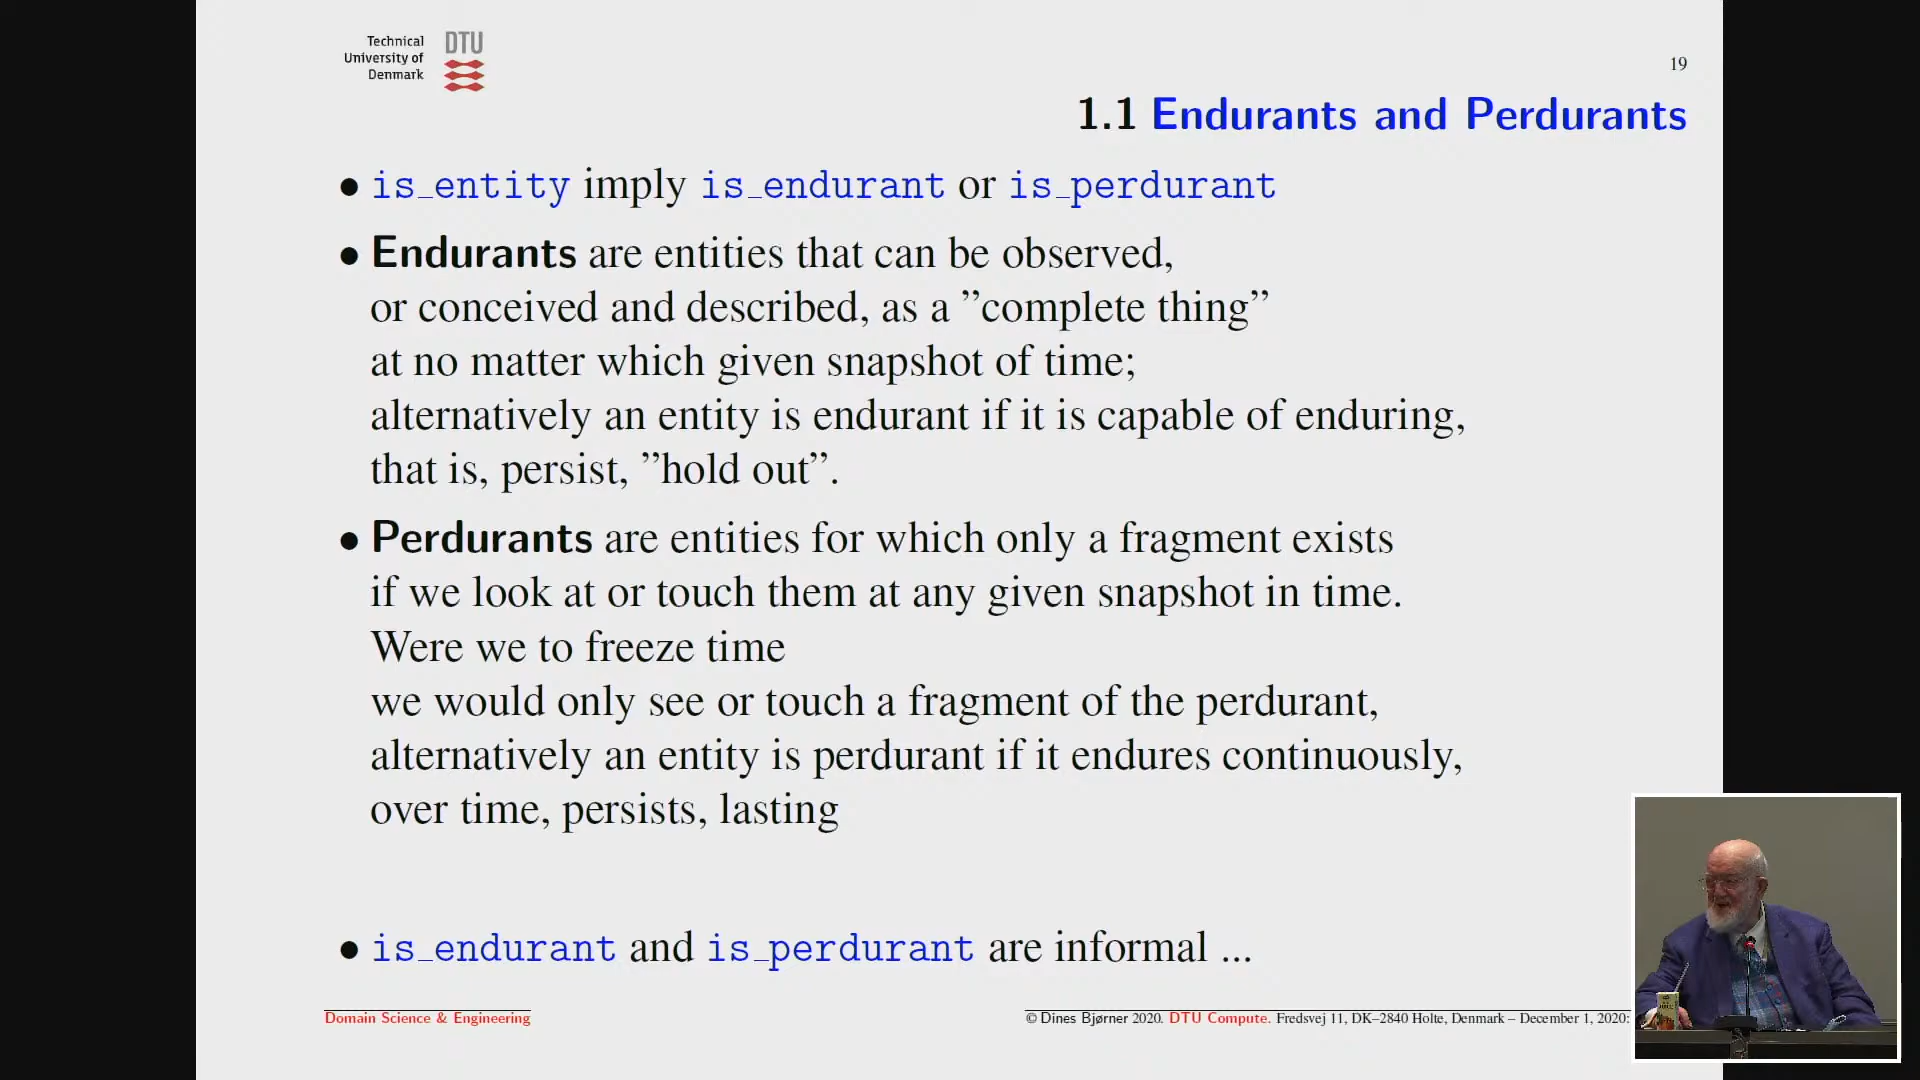 Technical
University of
Denmark
DTU
19
1.1 Endurants and Perdurants
• is_entity imply is_endurant or is_perdurant
• Endurants are entities that can be observed,
or conceived and described, as a ”complete thing”
at no matter which given snapshot of time;
alternatively an entity is endurant if it is capable of enduring,
that is, persist, ”hold out”.
• Perdurants are entities for which only a fragment exists
if we look at or touch them at any given snapshot in time.
Were we to freeze time
we would only see or touch a fragment of the perdurant,
alternatively an entity is perdurant if it endures continuously,
over time, persists, lasting
• is_endurant and is_perdurant are informal ...
Domain Science & Engineering
© Dines Bjørner 2020. DTU Compute. Fredsvej 11, DK–2840 Holte, Denmark – December 1, 2020: